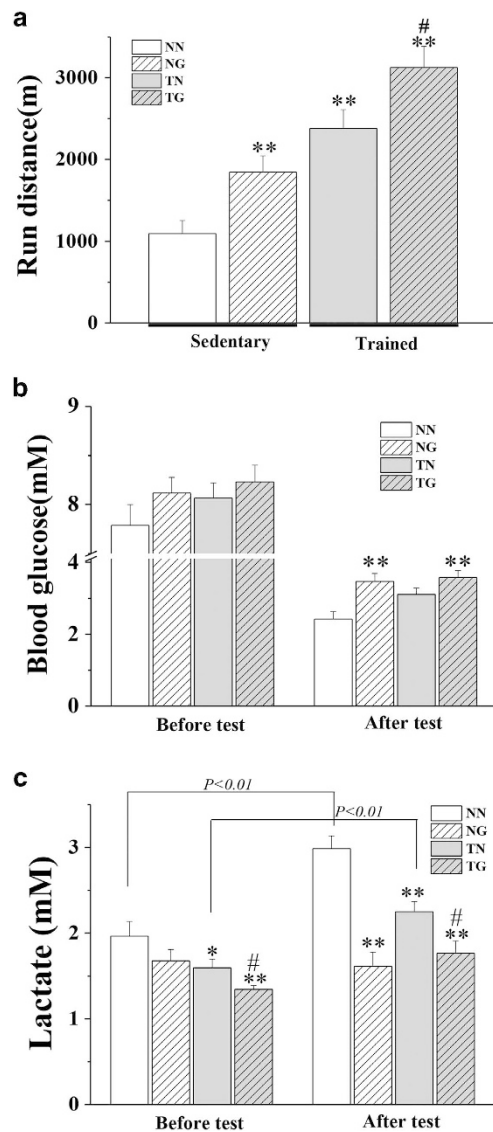 a
NN
NG
TN
TG
#
**
**
**
3000
2000
1000
0
Run distance(m)
Sedentary
Trained
b
9
8
4
2
0
NN
NG
TN
TG
**
**
Blood glucose(mM)
Before test
After test
c
P<0.01
P<0.01
NN
NG
TN
TG
3
2
1
0
*
#
**
**
**
#
**
Lactate (mM)
Before test
After test